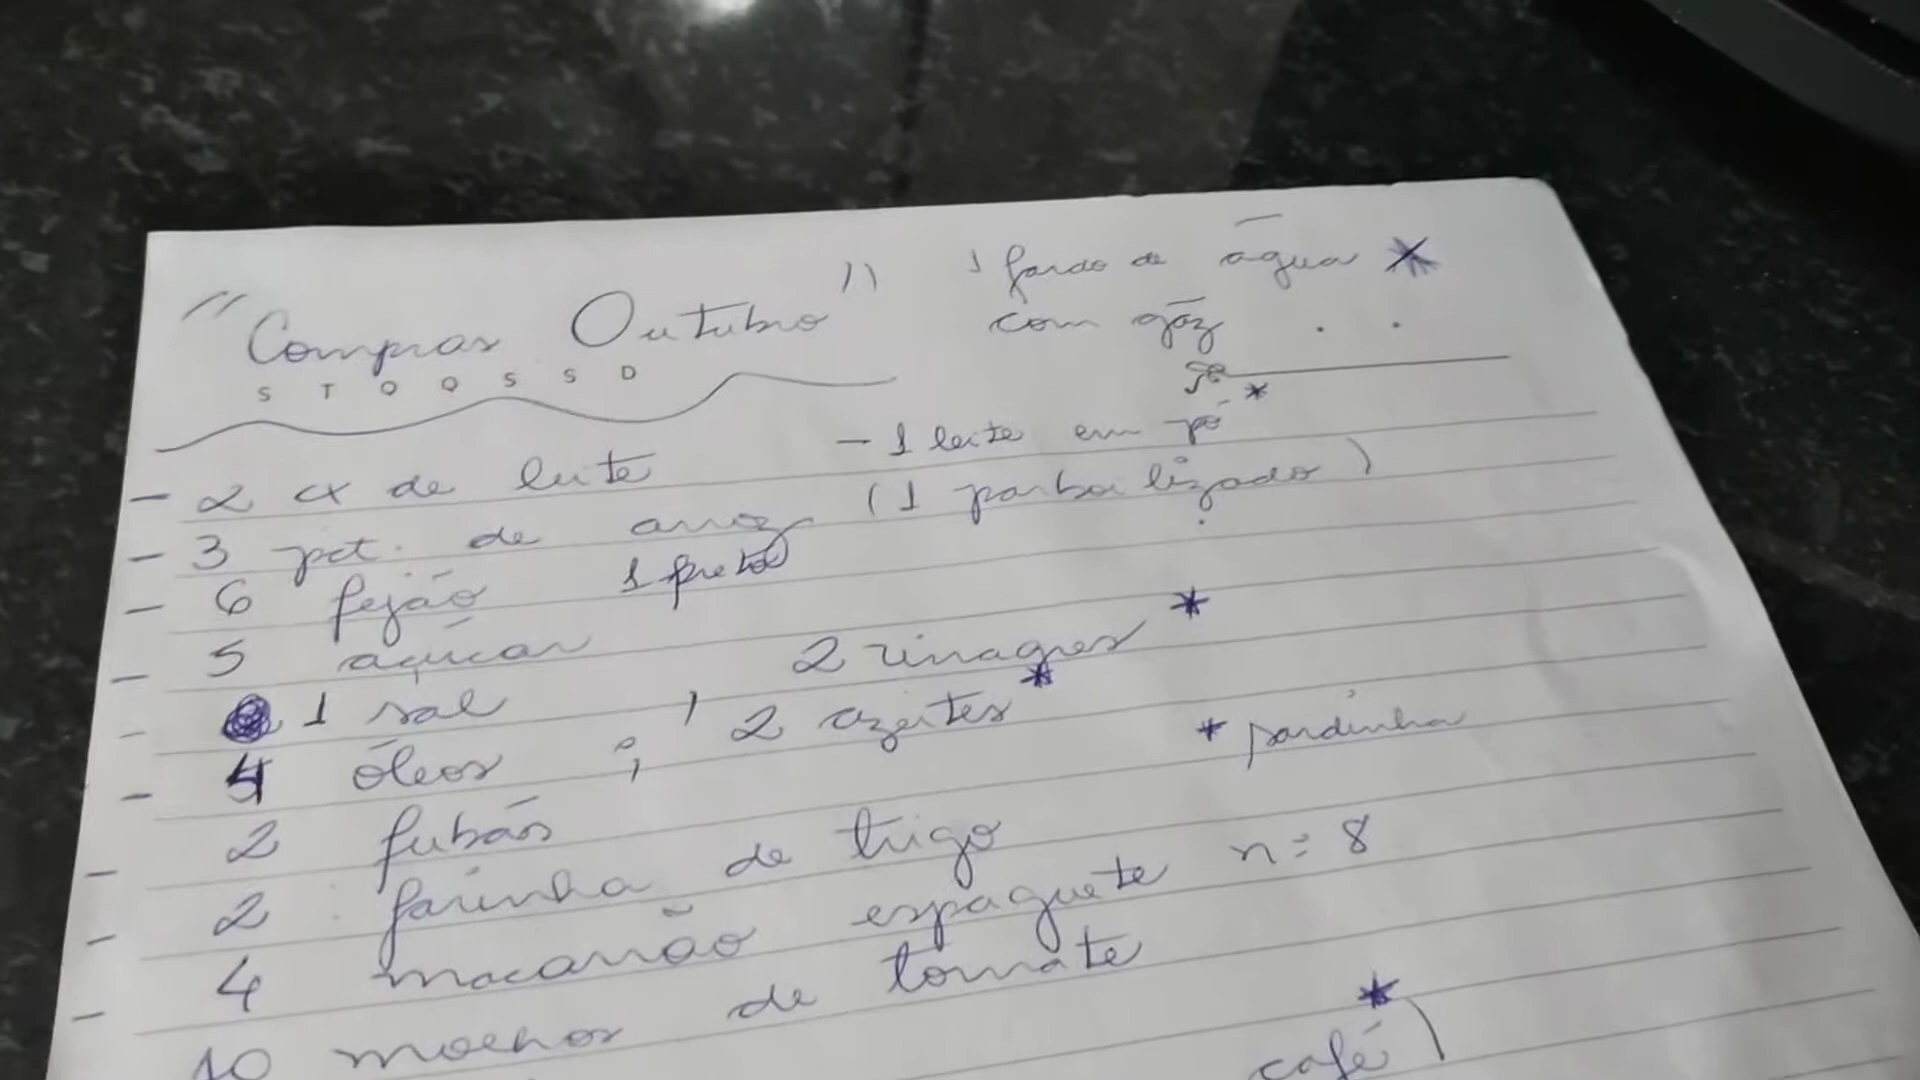 1 fardo de água *
"Compras Outubro"
com gáz
S T Q Q S S D
- 1 leite em pó *
- 2 cx de leite
- 3 pct. de arroz (1 parboilizado)
- 6 feijão 1 preto
- 5 açúcar
- 1 sal , 2 vinagres *
- 4 óleos ; 2 azeites *
* sardinha
- 2 fubás
- 2 farinha de trigo
- 4 macarrão espaguete n: 8
10 molhos de tomate
*
café)